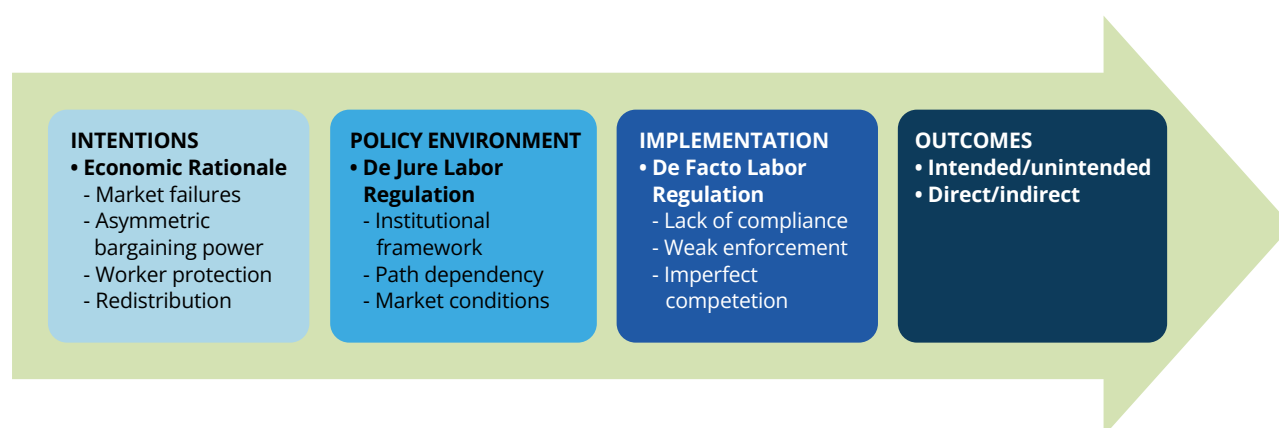 INTENTIONS
• Economic Rationale
- Market failures
- Asymmetric
bargaining power
- Worker protection
- Redistribution
POLICY ENVIRONMENT
• De Jure Labor
Regulation
- Institutional
framework
- Path dependency
- Market conditions
IMPLEMENTATION
• De Facto Labor
Regulation
- Lack of compliance
- Weak enforcement
- Imperfect
competetion
OUTCOMES
• Intended/unintended
• Direct/indirect